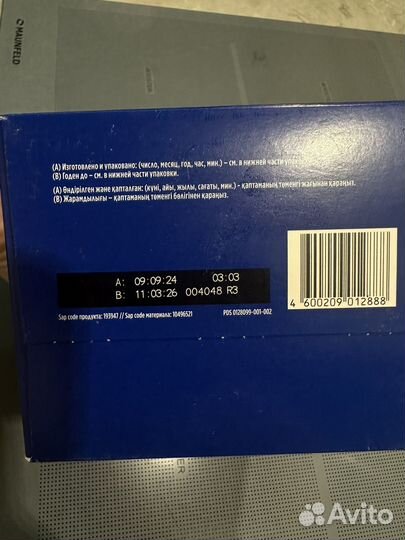 MAUNFELD
(А) Изготовлено и упаковано: (число, месяц, год, час, мин.) – см. в нижней части упак
(В) Годен до – см. в нижней части упаковки.
(А) Өндірілген және қапталған: (күні, айы, жылы, сағаты, мин.) - қаптаманың төменгі жағынан қараңыз.
(В) Жарамдылығы – қаптаманың төменгі бөлігінен қараңыз.
A: 09:09:24 03:03
B: 11:03:26 004048 R3
Sap code продукта: 193947 // Sap code материала: 10496521
PDS 0128099-001-002
4 600209 012888
Avito